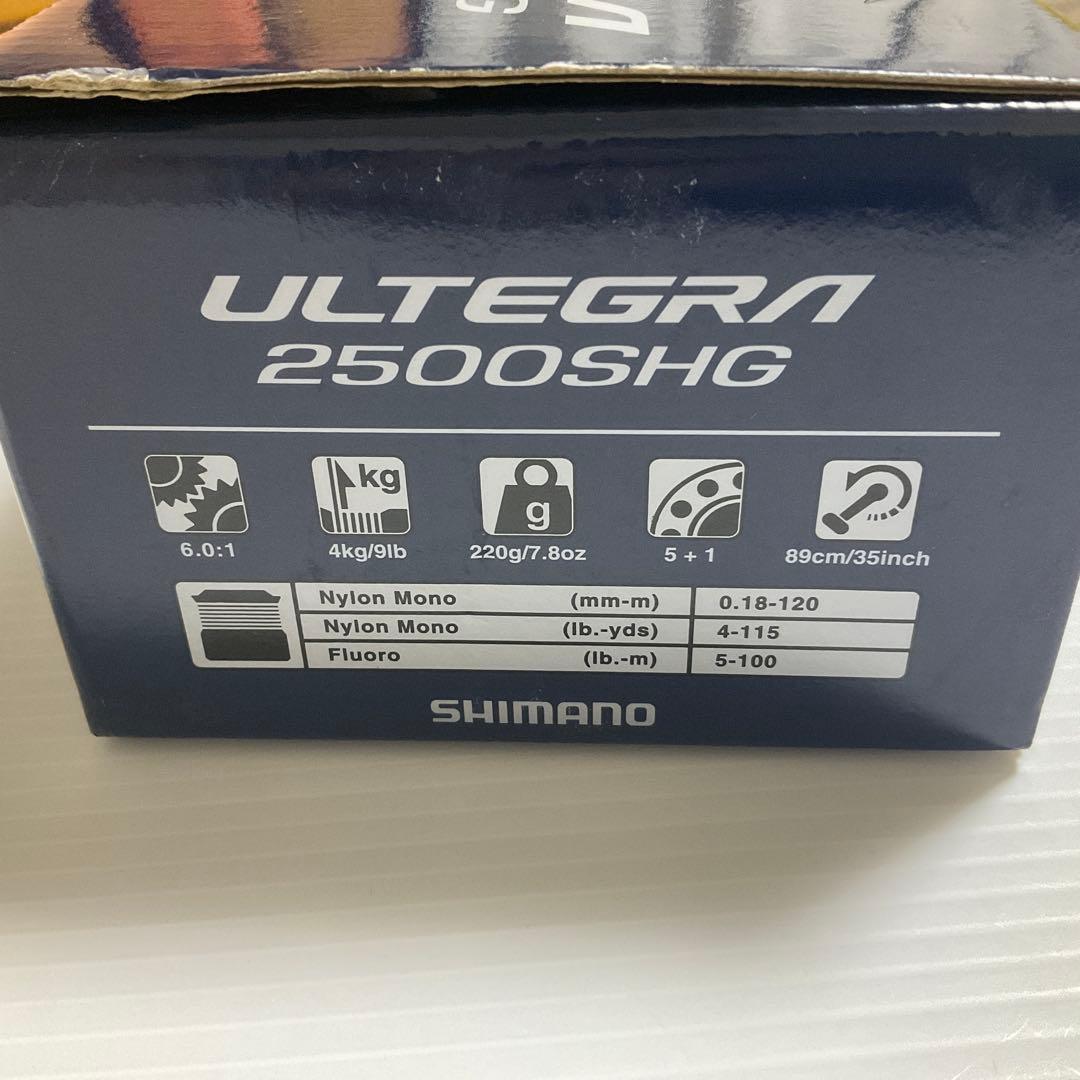 ULTEGRA
2500SHG
kg
g
6.0:1 4kg/9lb 220g/7.8oz 5 + 1 89cm/35inch
Nylon Mono (mm-m) 0.18-120
Nylon Mono (lb.-yds) 4-115
Fluoro (lb.-m) 5-100
SHIMANO